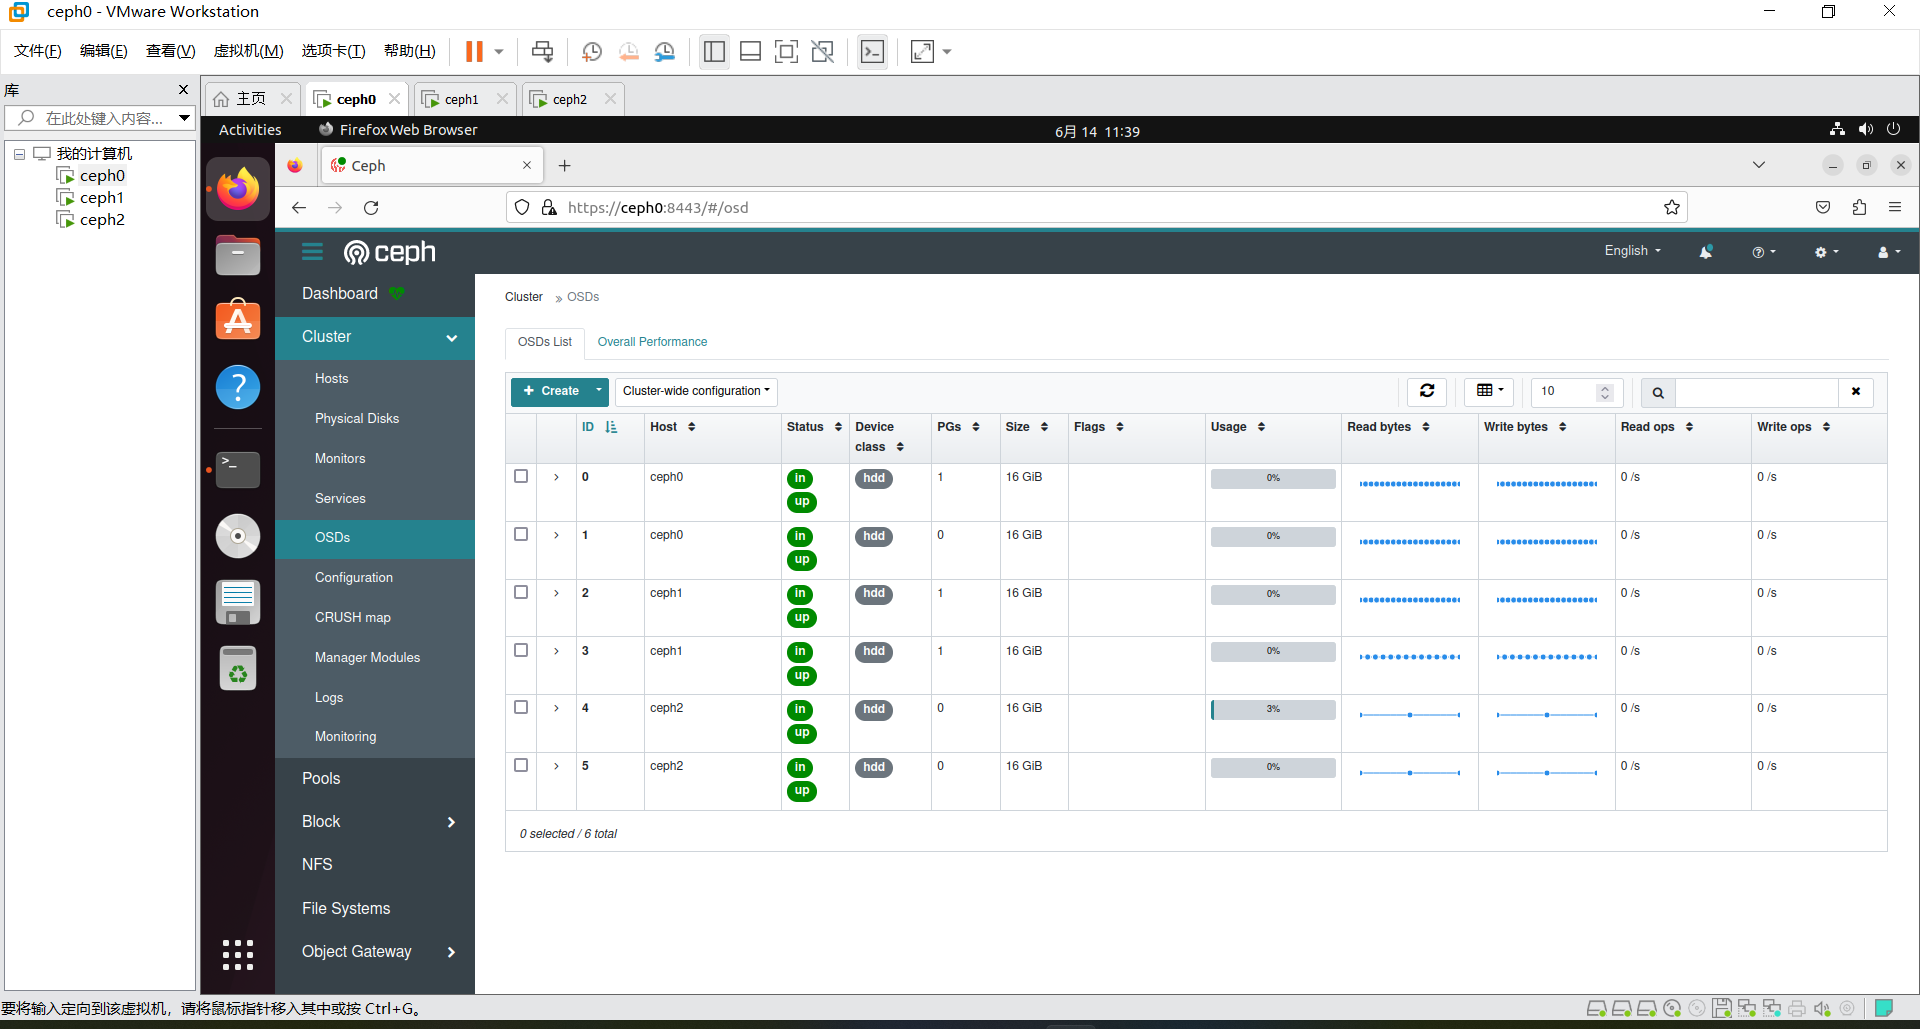 ceph0 - VMware Workstation
文件(F) 编辑(E) 查看(V) 虚拟机(M) 选项卡(T) 帮助(H)
库
在此处键入内容...
我的计算机
ceph0
ceph1
ceph2
主页 ceph0 ceph1 ceph2
Activities Firefox Web Browser 6月 14 11:39
Ceph
https://ceph0:8443/#/osd
ceph English
Dashboard
Cluster
Hosts
Physical Disks
Monitors
Services
OSDs
Configuration
CRUSH map
Manager Modules
Logs
Monitoring
Pools
Block
NFS
File Systems
Object Gateway
Cluster » OSDs
OSDs List Overall Performance
+ Create Cluster-wide configuration 10
ID Host Status Device class PGs Size Flags Usage Read bytes Write bytes Read ops Write ops
0 ceph0 in up hdd 1 16 GiB 0% 0 /s 0 /s
1 ceph0 in up hdd 0 16 GiB 0% 0 /s 0 /s
2 ceph1 in up hdd 1 16 GiB 0% 0 /s 0 /s
3 ceph1 in up hdd 1 16 GiB 0% 0 /s 0 /s
4 ceph2 in up hdd 0 16 GiB 3% 0 /s 0 /s
5 ceph2 in up hdd 0 16 GiB 0% 0 /s 0 /s
0 selected / 6 total
要将输入定向到该虚拟机，请将鼠标指针移入其中或按 Ctrl+G。